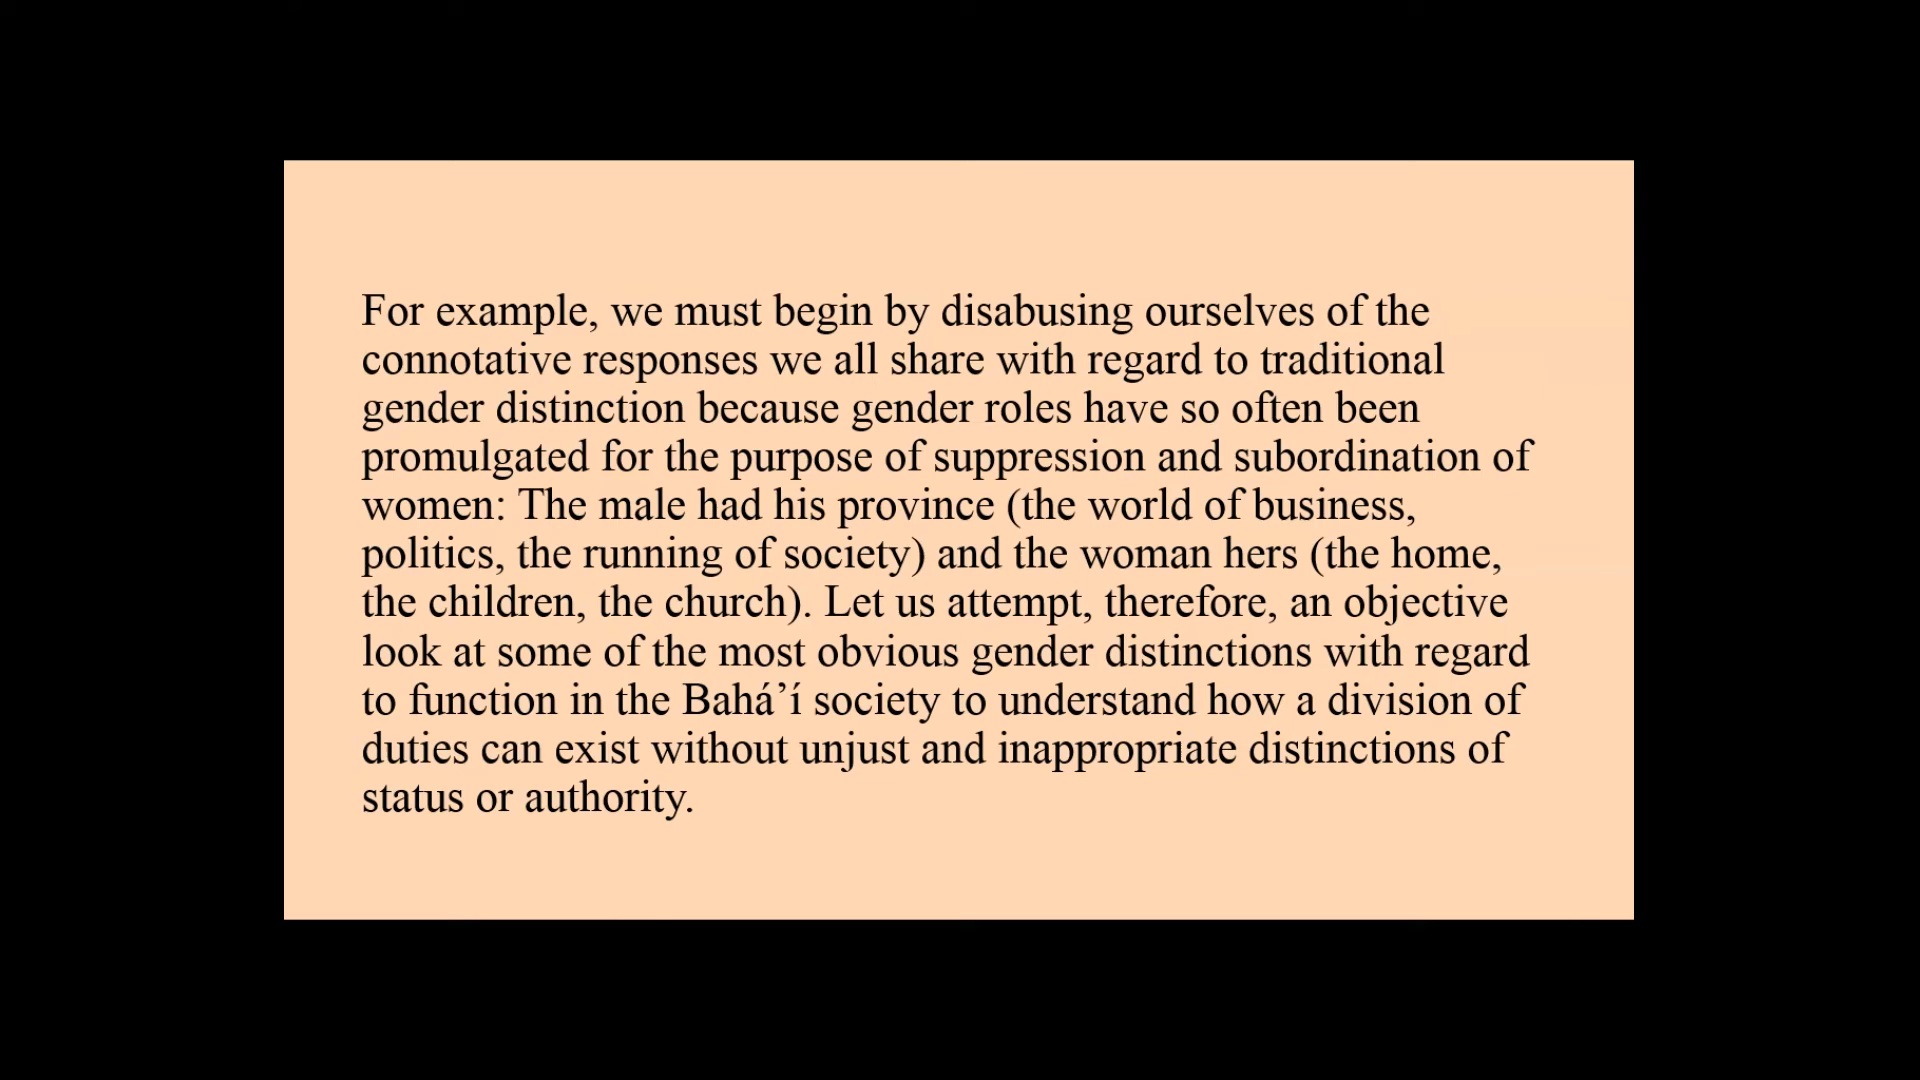 For example, we must begin by disabusing ourselves of the
connotative responses we all share with regard to traditional
gender distinction because gender roles have so often been
promulgated for the purpose of suppression and subordination of
women: The male had his province (the world of business,
politics, the running of society) and the woman hers (the home,
the children, the church). Let us attempt, therefore, an objective
look at some of the most obvious gender distinctions with regard
to function in the Bahá’í society to understand how a division of
duties can exist without unjust and inappropriate distinctions of
status or authority.